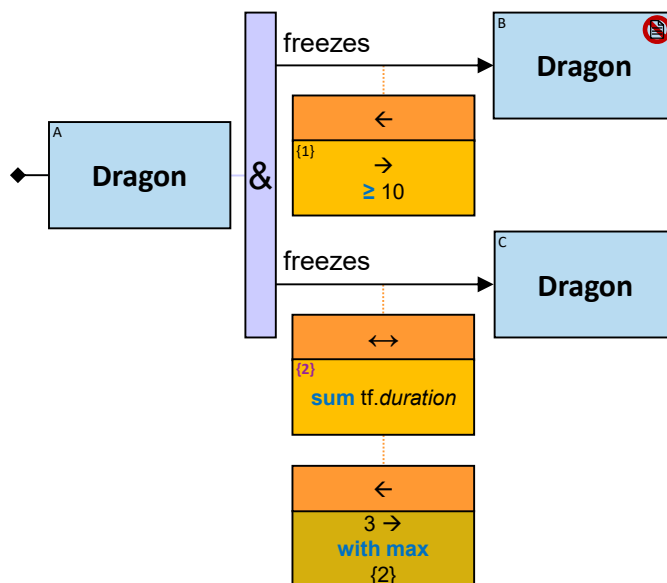 freezes
B
Dragon
A
Dragon
&
←
{1}
→
≥ 10
freezes
C
Dragon
↔
{2}
sum tf.duration
←
3 →
with max
{2}